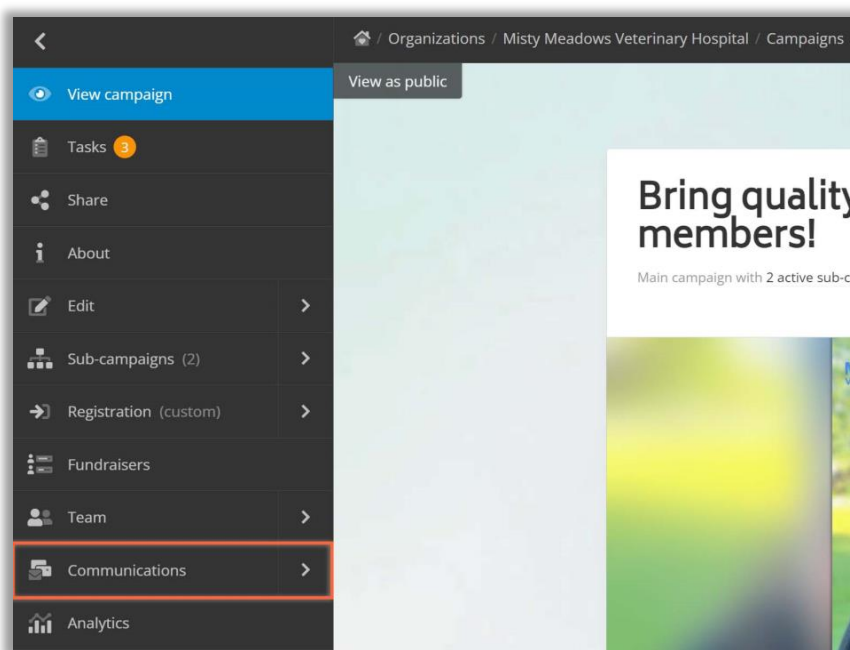 / Organizations / Misty Meadows Veterinary Hospital / Campaigns
View campaign
Tasks 3
Share
About
Edit
Sub-campaigns (2)
Registration (custom)
Fundraisers
Team
Communications
Analytics
View as public
Bring quality
members!
Main campaign with 2 active sub-c